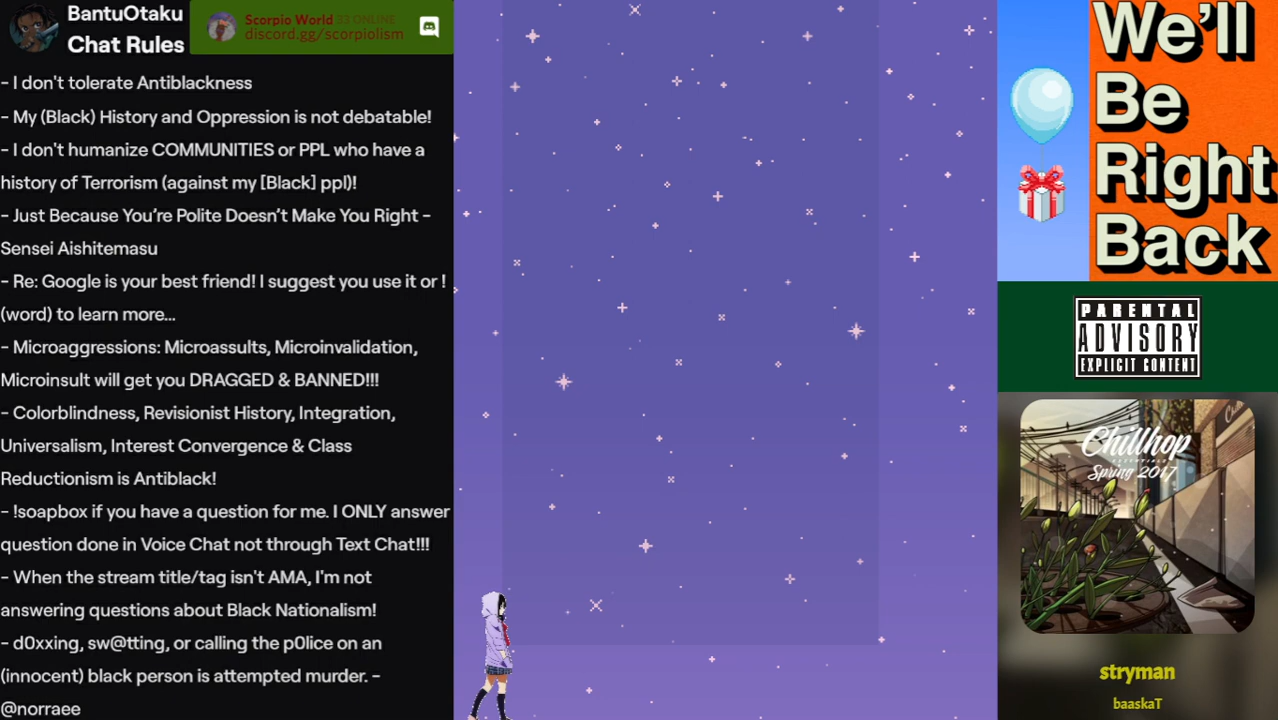 BantuOtaku
Chat Rules
Scorpio World 33 ONLINE
discord.gg/scorpiolism
- I don't tolerate Antiblackness
- My (Black) History and Oppression is not debatable!
- I don't humanize COMMUNITIES or PPL who have a
history of Terrorism (against my [Black] ppl)!
- Just Because You’re Polite Doesn’t Make You Right -
Sensei Aishitemasu
- Re: Google is your best friend! I suggest you use it or !
(word) to learn more...
- Microaggressions: Microassults, Microinvalidation,
Microinsult will get you DRAGGED & BANNED!!!
- Colorblindness, Revisionist History, Integration,
Universalism, Interest Convergence & Class
Reductionism is Antiblack!
- !soapbox if you have a question for me. I ONLY answer
question done in Voice Chat not through Text Chat!!!
- When the stream title/tag isn't AMA, I'm not
answering questions about Black Nationalism!
- d0xxing, sw@tting, or calling the p0lice on an
(innocent) black person is attempted murder. -
@norraee
We’ll
Be
Right
Back
PARENTAL
ADVISORY
EXPLICIT CONTENT
Chillhop
ESSENTIALS
Spring 2017
stryman
baaskaT